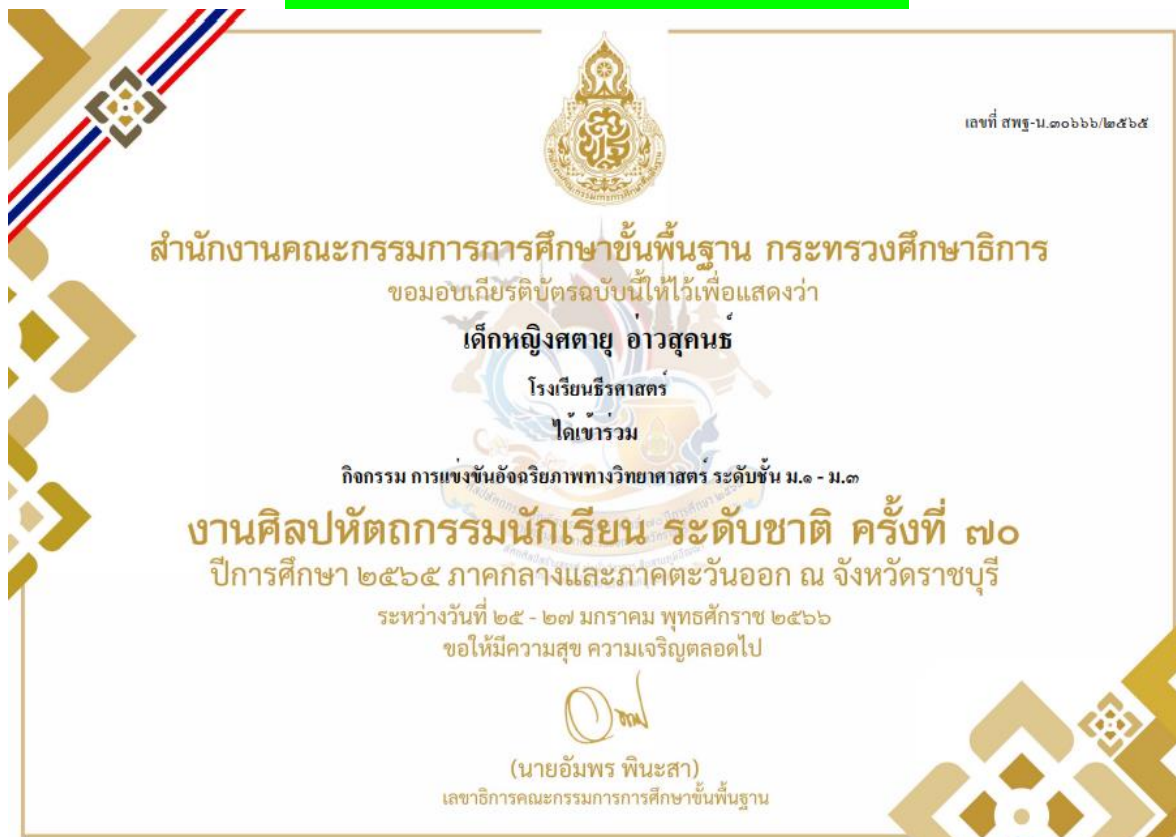 เลขที่ สพฐ-น.๓๐๖๖๖/๒๕๖๕
สำนักงานคณะกรรมการการศึกษาขั้นพื้นฐาน กระทรวงศึกษาธิการ
ขอมอบเกียรติบัตรฉบับนี้ให้ไว้เพื่อแสดงว่า
เด็กหญิงศตายุ อ่าวสุคนธ์
โรงเรียนธีรศาสตร์
ได้เข้าร่วม
กิจกรรม การแข่งขันอัจฉริยภาพทางวิทยาศาสตร์ ระดับชั้น ม.๑ - ม.๓
งานศิลปหัตถกรรมนักเรียน ระดับชาติ ครั้งที่ ๗๐
ปีการศึกษา ๒๕๖๕ ภาคกลางและภาคตะวันออก ณ จังหวัดราชบุรี
ระหว่างวันที่ ๒๕ - ๒๗ มกราคม พุทธศักราช ๒๕๖๖
ขอให้มีความสุข ความเจริญตลอดไป
(นายอัมพร พินะสา)
เลขาธิการคณะกรรมการการศึกษาขั้นพื้นฐาน